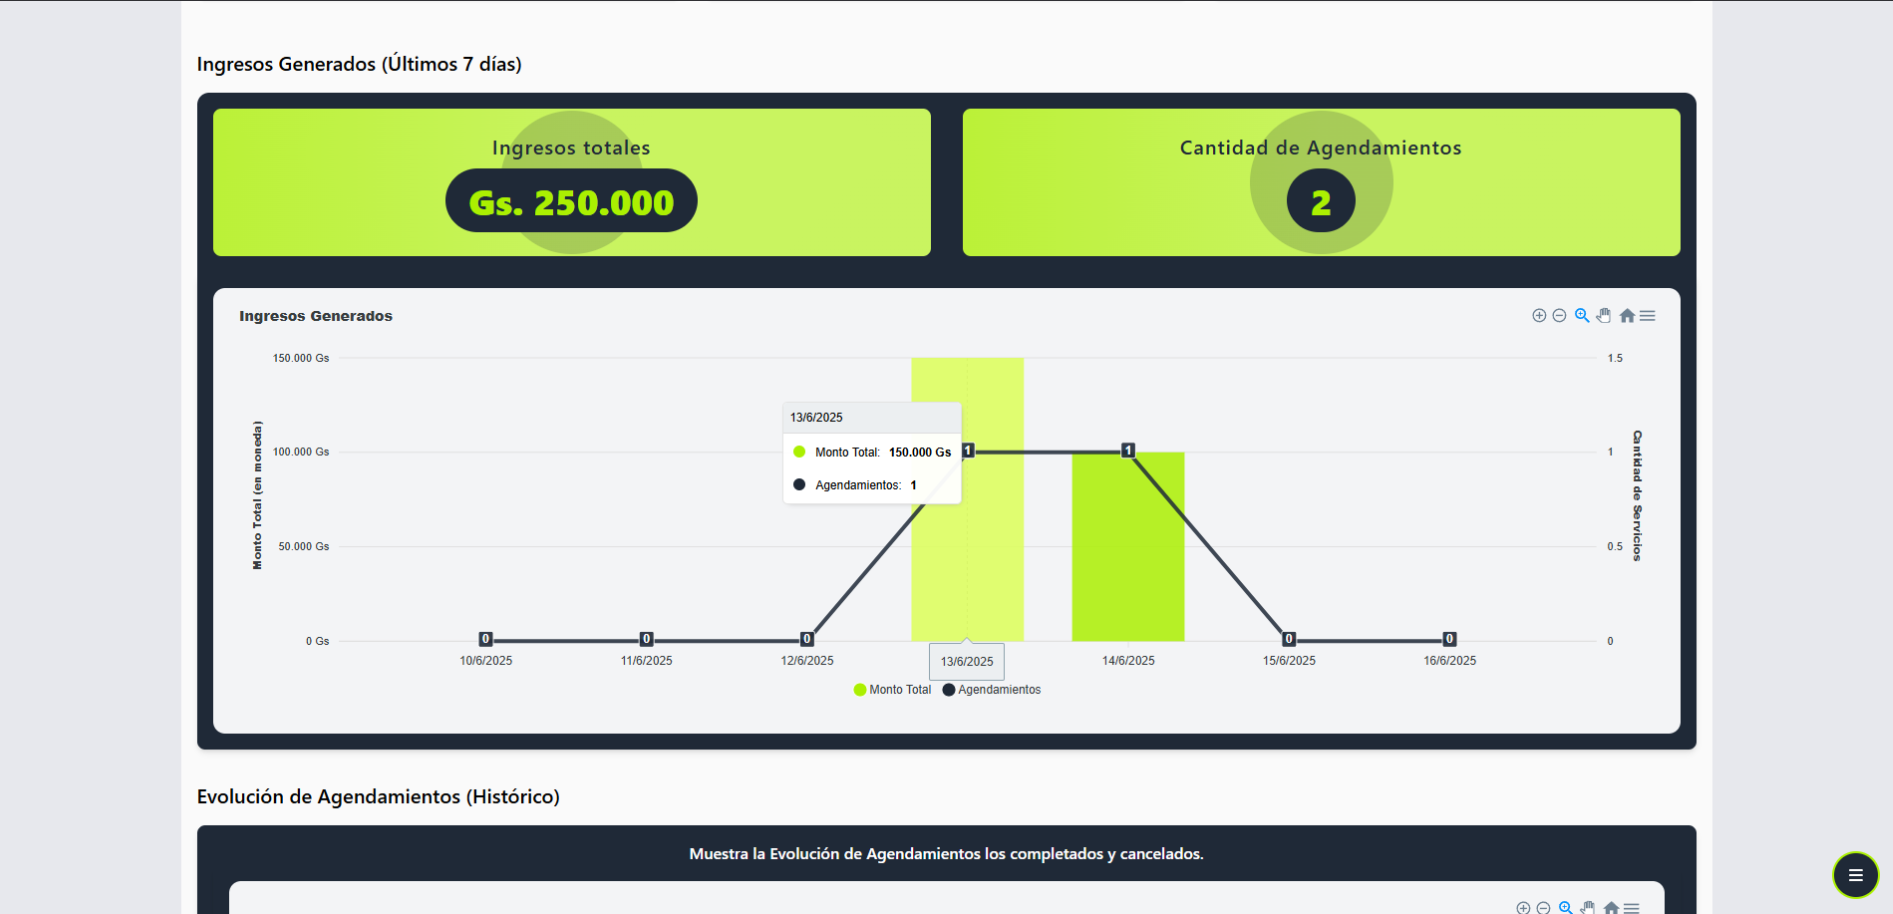 Ingresos Generados (Últimos 7 días)
Ingresos totales
Gs. 250.000
Cantidad de Agendamientos
2
Ingresos Generados
150.000 Gs
100.000 Gs
50.000 Gs
0 Gs
Monto Total (en moneda)
1.5
1
0.5
0
Cantidad de Servicios
13/6/2025
Monto Total: 150.000 Gs
Agendamientos: 1
0
0
0
1
1
0
0
10/6/2025
11/6/2025
12/6/2025
13/6/2025
14/6/2025
15/6/2025
16/6/2025
Monto Total
Agendamientos
Evolución de Agendamientos (Histórico)
Muestra la Evolución de Agendamientos los completados y cancelados.